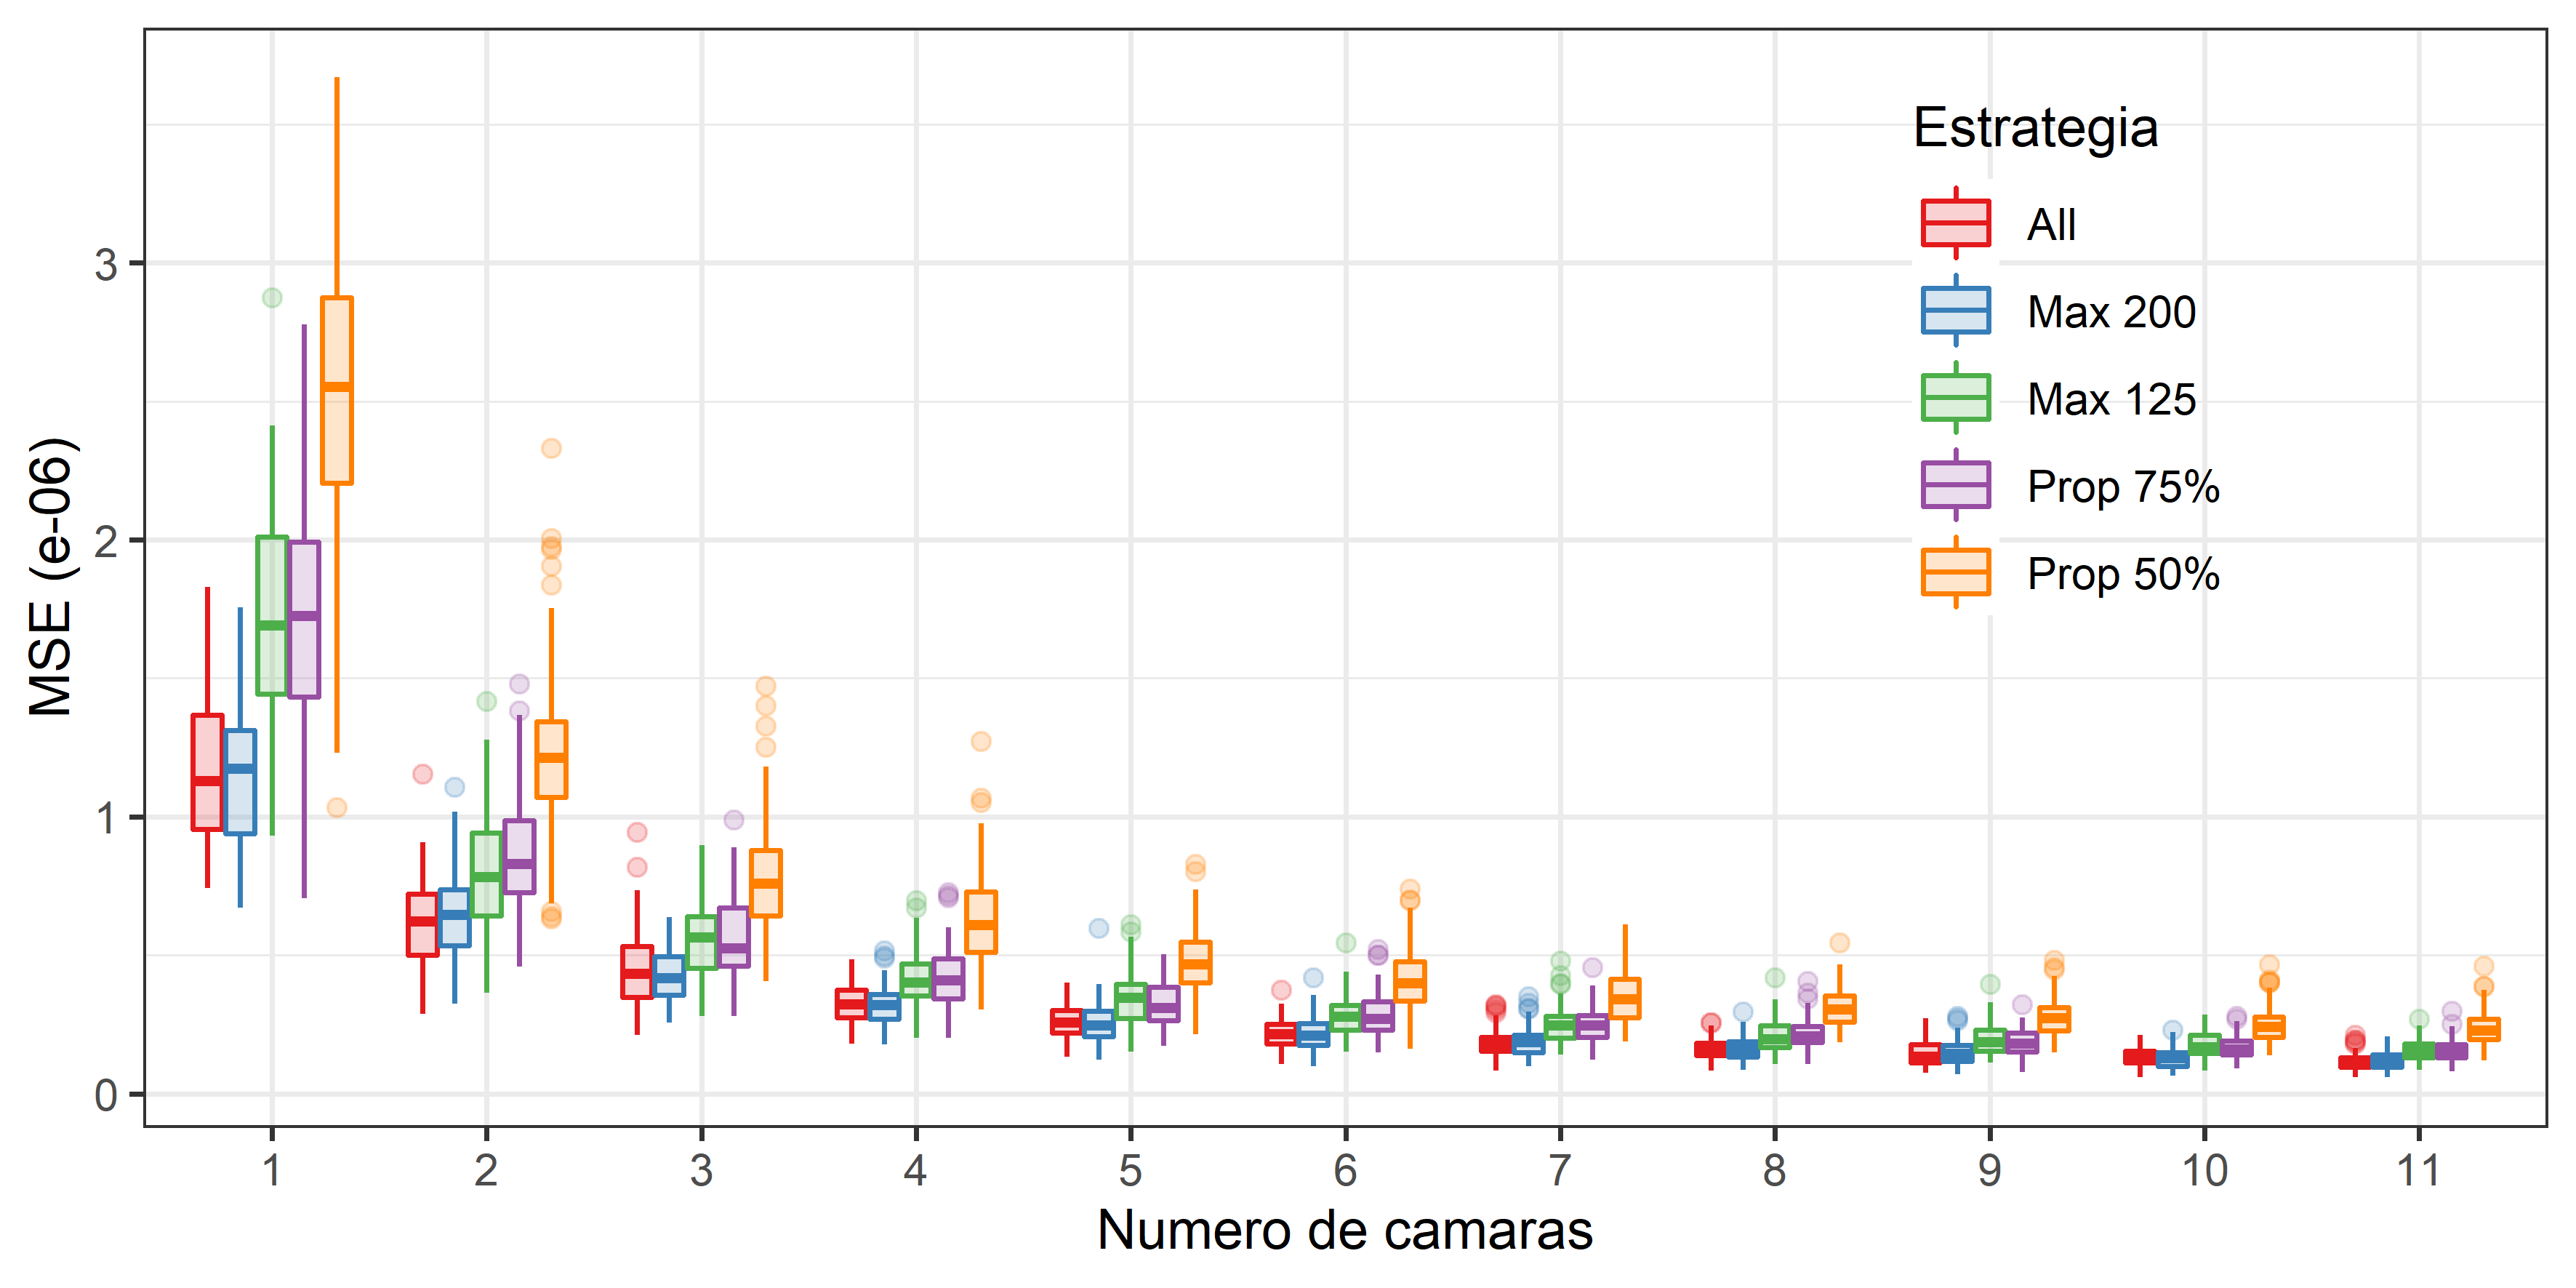 Estrategia
All
Max 200
Max 125
Prop 75%
Prop 50%
MSE (e-06)
3
2
1
0
1 2 3 4 5 6 7 8 9 10 11
Numero de camaras